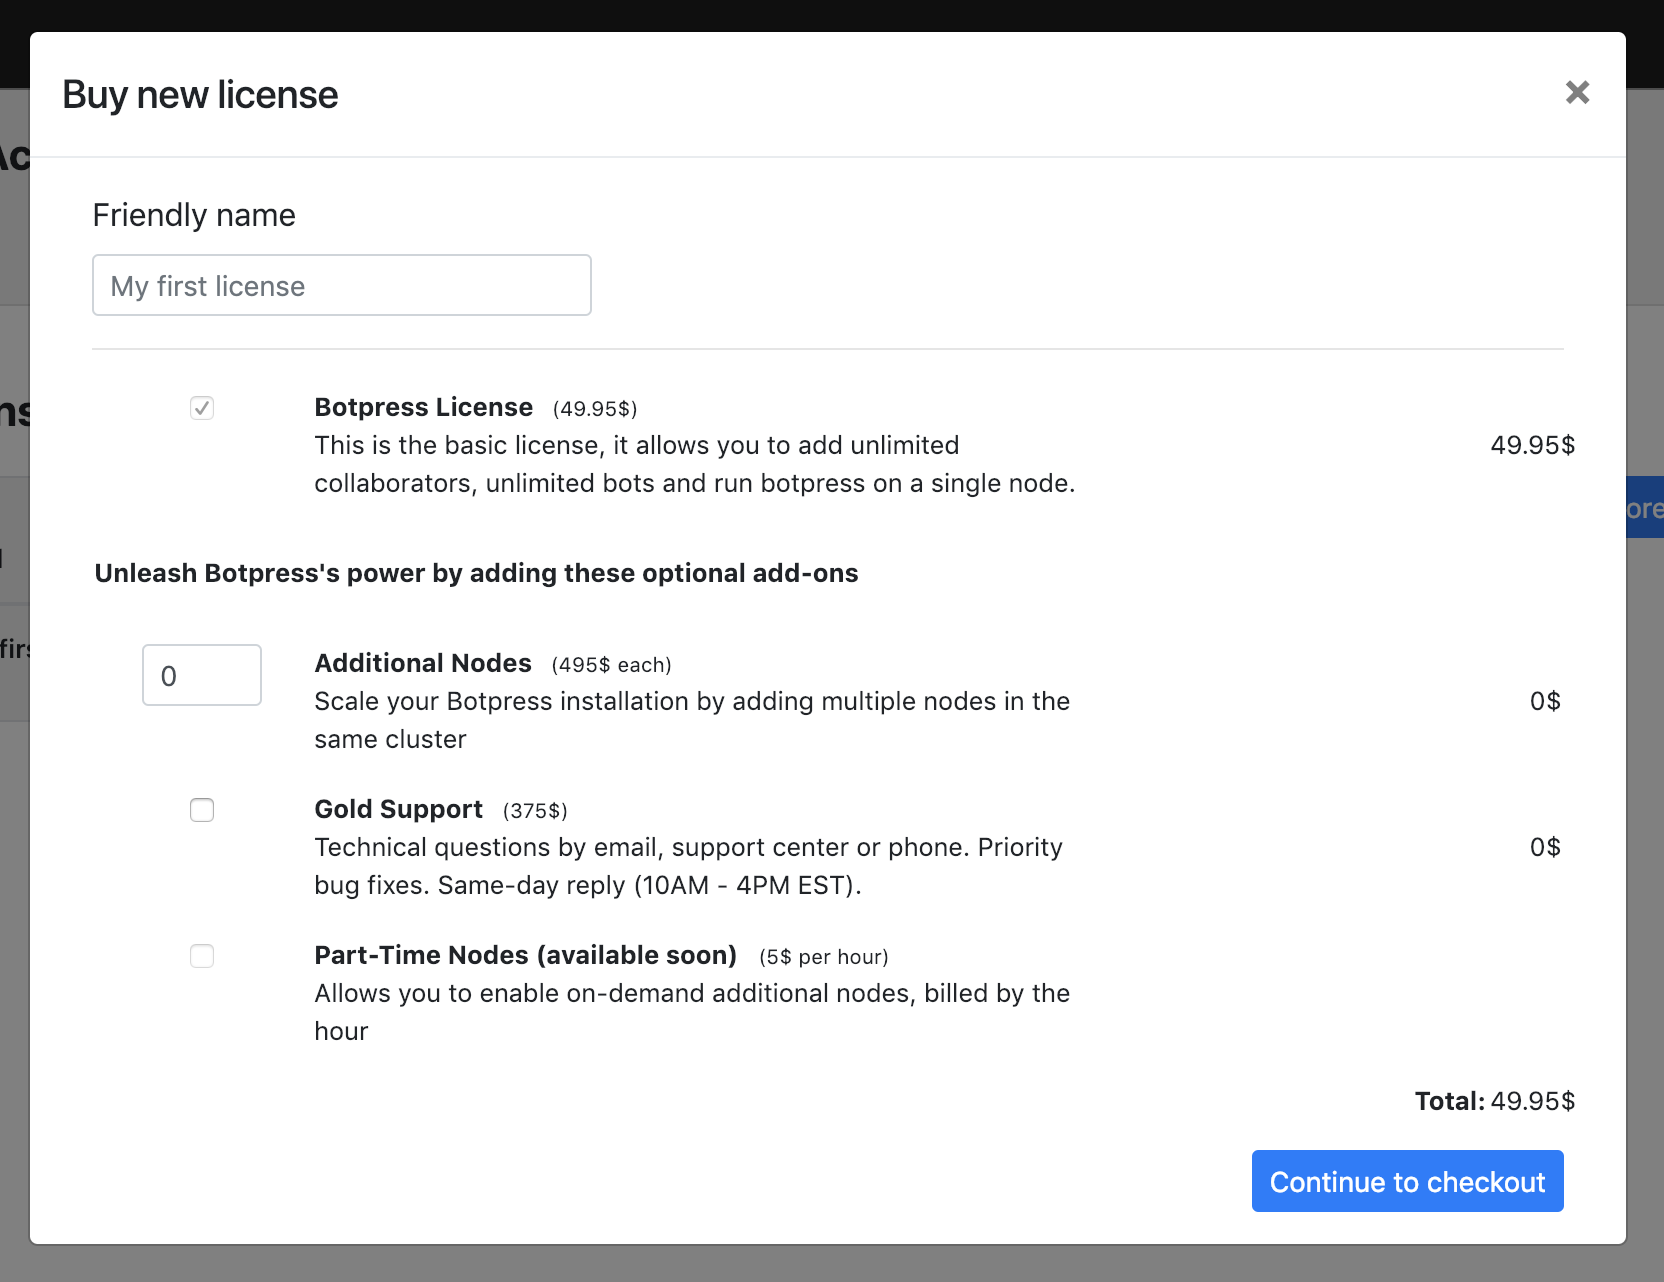 Buy new license
Friendly name
My first license
Botpress License (49.95$)
This is the basic license, it allows you to add unlimited
49.95$
collaborators, unlimited bots and run botpress on a single node.
Unleash Botpress's power by adding these optional add-ons
0
Additional Nodes (495$ each)
Scale your Botpress installation by adding multiple nodes in the
0$
same cluster
Gold Support (375$)
Technical questions by email, support center or phone. Priority
0$
bug fixes. Same-day reply (10AM - 4PM EST).
Part-Time Nodes (available soon) (5$ per hour)
Allows you to enable on-demand additional nodes, billed by the
hour
Total: 49.95$
Continue to checkout